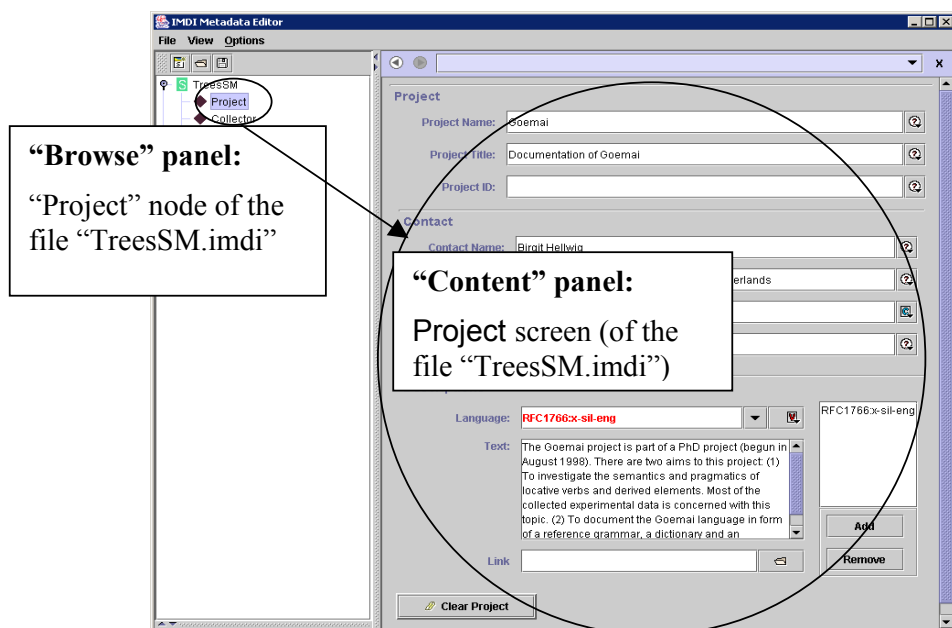 IMDI Metadata Editor
File View Options
TreesSM
Project
Collector
"Browse" panel:
"Project" node of the
file "TreesSM.imdi"
x
Project
Project Name: Goemai
Project Title: Documentation of Goemai
Project ID:
Contact
Contact Name: Birgit Hellwig
erlands
"Content" panel:
Project screen (of the
file "TreesSM.imdi")
Language: RFC1766:x-sil-eng
RFC1766:x-sil-eng
Text: The Goemai project is part of a PhD project (begun in
August 1998). There are two aims to this project: (1)
To investigate the semantics and pragmatics of
locative verbs and derived elements. Most of the
collected experimental data is concerned with this
topic. (2) To document the Goemai language in form
of a reference grammar, a dictionary and an
Add
Remove
Link
Clear Project